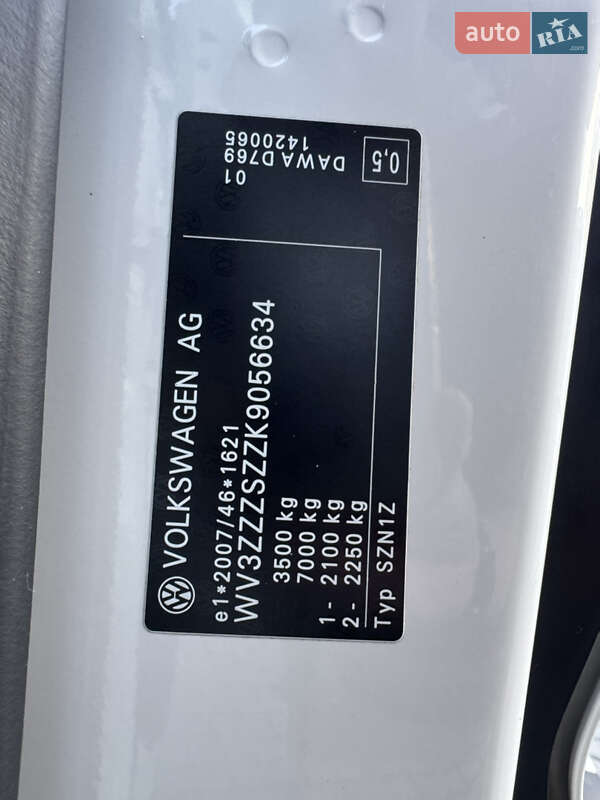 auto RIA
.com
VOLKSWAGEN AG
e1*2007/46*1621
WV3ZZZSZZK9056634
3500 kg
7000 kg
1 - 2100 kg
2 - 2250 kg
Typ SZN1Z
01
DAWA D769
1420065
0,5